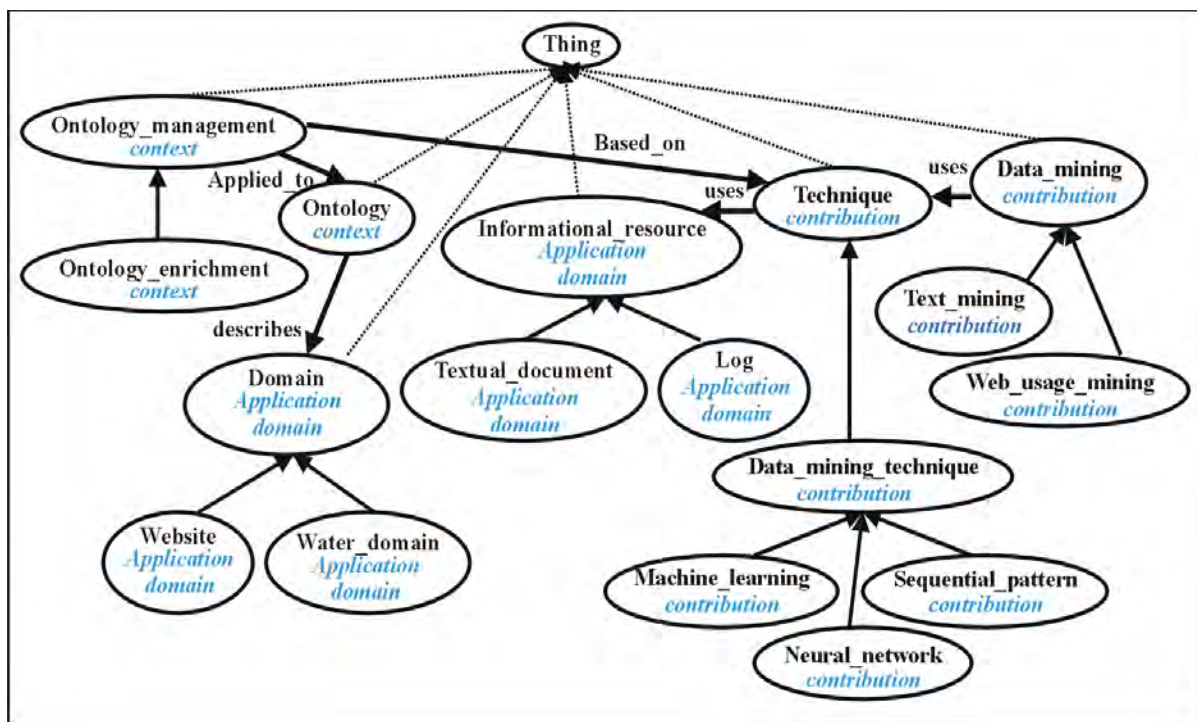 Thing
Ontology_management
context
Based_on
Data_mining
contribution
uses
Applied_to
Ontology
context
uses
Technique
contribution
Informational_resource
Application
domain
Ontology_enrichment
context
Text_mining
contribution
describes
Domain
Application
domain
Textual_document
Application
domain
Log
Application
domain
Web_usage_mining
contribution
Data_mining_technique
contribution
Website
Application
domain
Water_domain
Application
domain
Machine_learning
contribution
Sequential_pattern
contribution
Neural_network
contribution